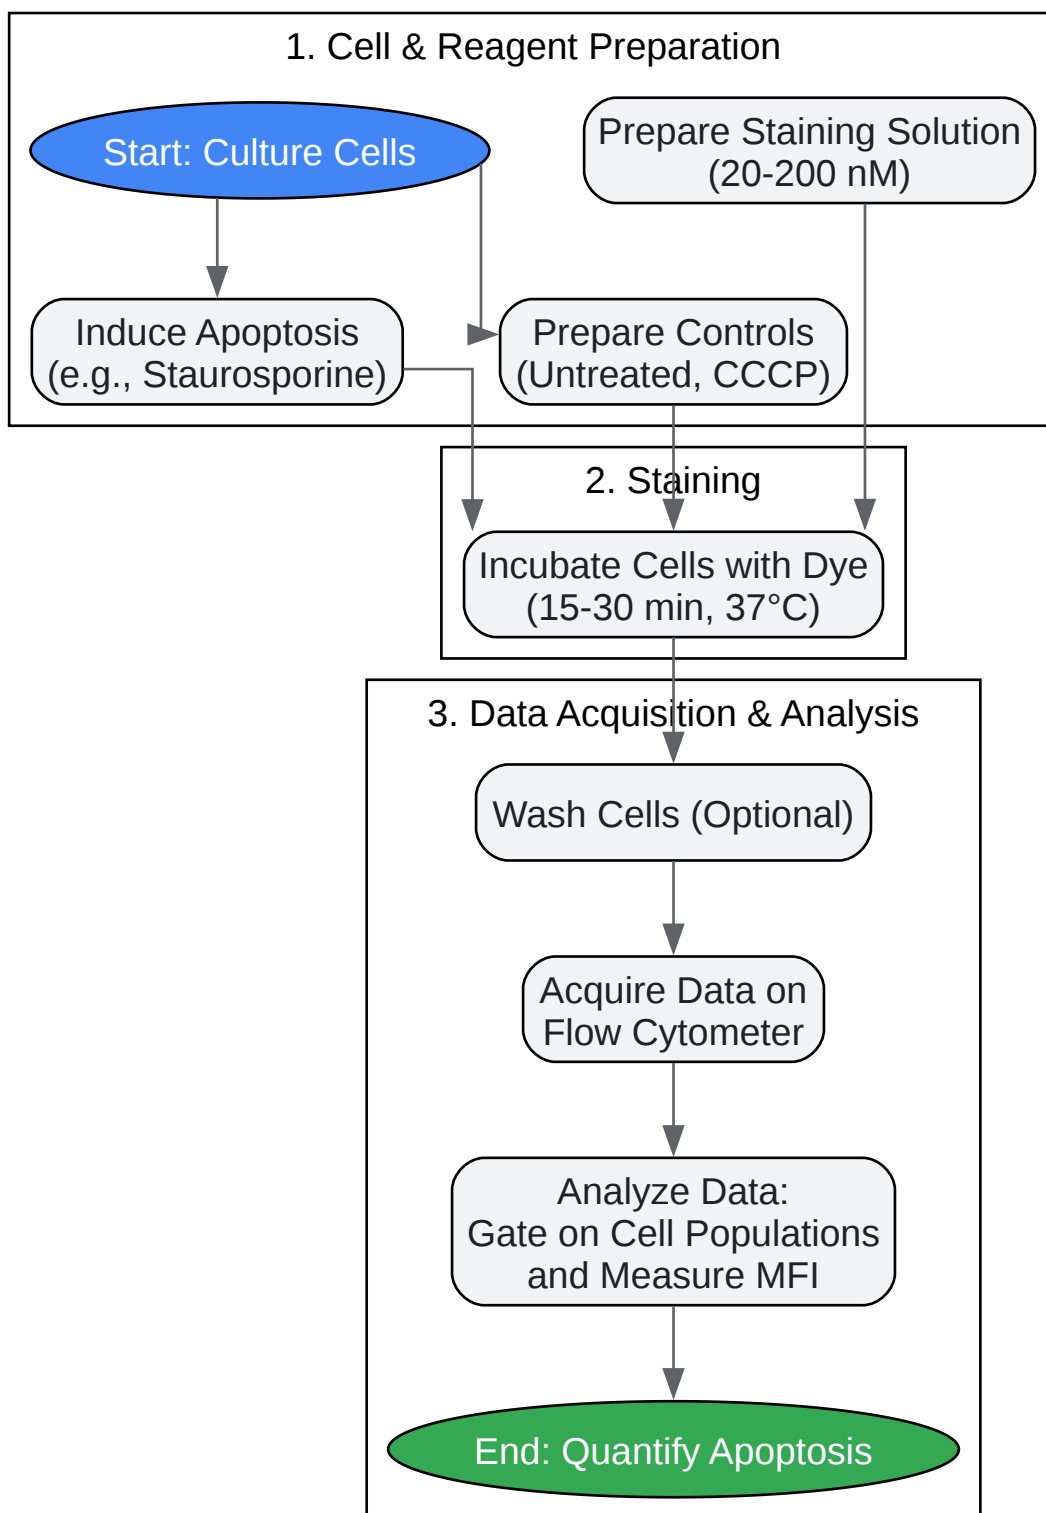 1. Cell & Reagent Preparation
Start: Culture Cells
Prepare Staining Solution
(20-200 nM)
Induce Apoptosis
(e.g., Staurosporine)
Prepare Controls
(Untreated, CCCP)
2. Staining
Incubate Cells with Dye
(15-30 min, 37°C)
3. Data Acquisition & Analysis
Wash Cells (Optional)
Acquire Data on
Flow Cytometer
Analyze Data:
Gate on Cell Populations
and Measure MFI
End: Quantify Apoptosis